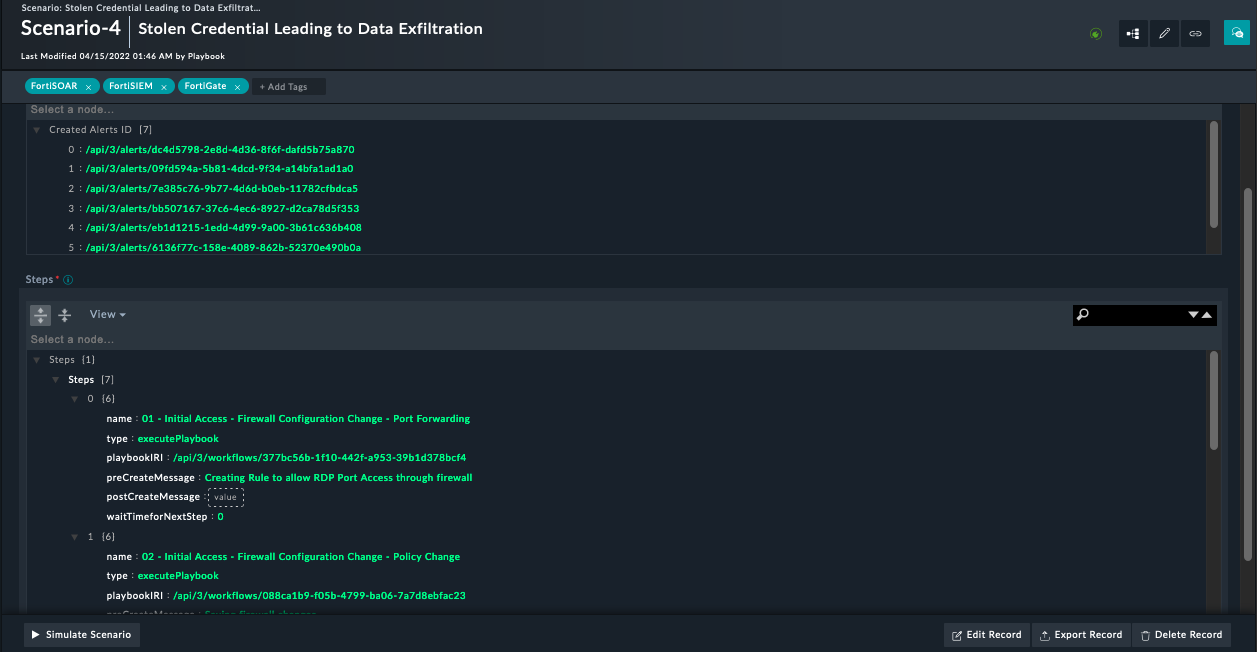 Scenario: Stolen Credential Leading to Data Exfiltrat...
Scenario-4 Stolen Credential Leading to Data Exfiltration
Last Modified 04/15/2022 01:46 AM by Playbook
FortiSOAR × FortiSIEM × FortiGate × + Add Tags
Select a node...
Created Alerts ID [7]
0 : /api/3/alerts/dc4d5798-2e8d-4d36-8f6f-dafd5b75a870
1 : /api/3/alerts/09fd594a-5b81-4dcd-9f34-a14bfa1ad1a0
2 : /api/3/alerts/7e385c76-9b77-4d6d-b0eb-11782cfbdca5
3 : /api/3/alerts/bb507167-37c6-4ec6-8927-d2ca78d5f353
4 : /api/3/alerts/eb1d1215-1edd-4d99-9a00-3b61c636b408
5 : /api/3/alerts/6136f77c-158e-4089-862b-52370e490b0a
Steps *
View
Select a node...
Steps {1}
Steps [7]
0 {6}
name : 01 - Initial Access - Firewall Configuration Change - Port Forwarding
type : executePlaybook
playbookIRI : /api/3/workflows/377bc56b-1f10-442f-a953-39b1d378bcf4
preCreateMessage : Creating Rule to allow RDP Port Access through firewall
postCreateMessage : value
waitTimeforNextStep : 0
1 {6}
name : 02 - Initial Access - Firewall Configuration Change - Policy Change
type : executePlaybook
playbookIRI : /api/3/workflows/088ca1b9-f05b-4799-ba06-7a7d8ebfac23
preCreateMessage : Saving firewall changes
Simulate Scenario Edit Record Export Record Delete Record